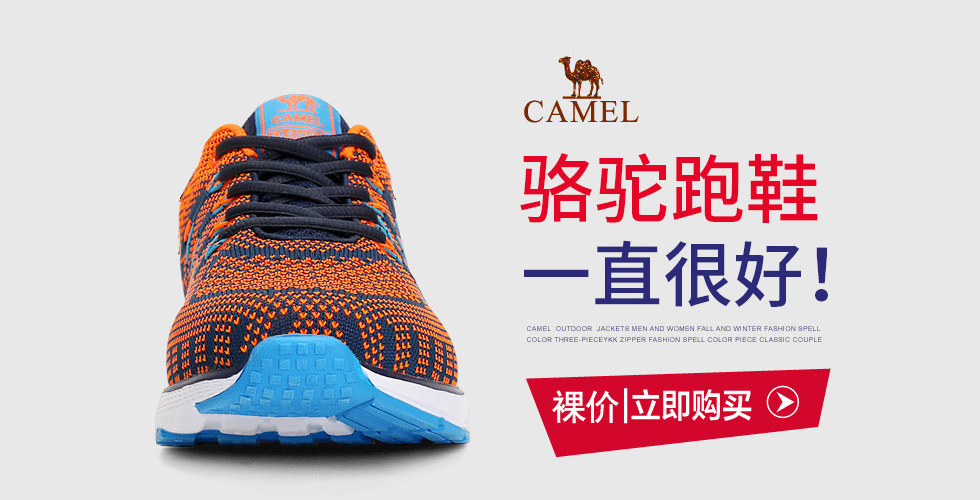 CAMEL
CAMEL
骆驼跑鞋
一直很好!
CAMEL OUTDOOR JACKETS MEN AND WOMEN FALL AND WINTER FASHION SPELL
COLOR THREE-PIECEYKK ZIPPER FASHION SPELL COLOR PIECE CLASSIC COUPLE
裸价|立即购买